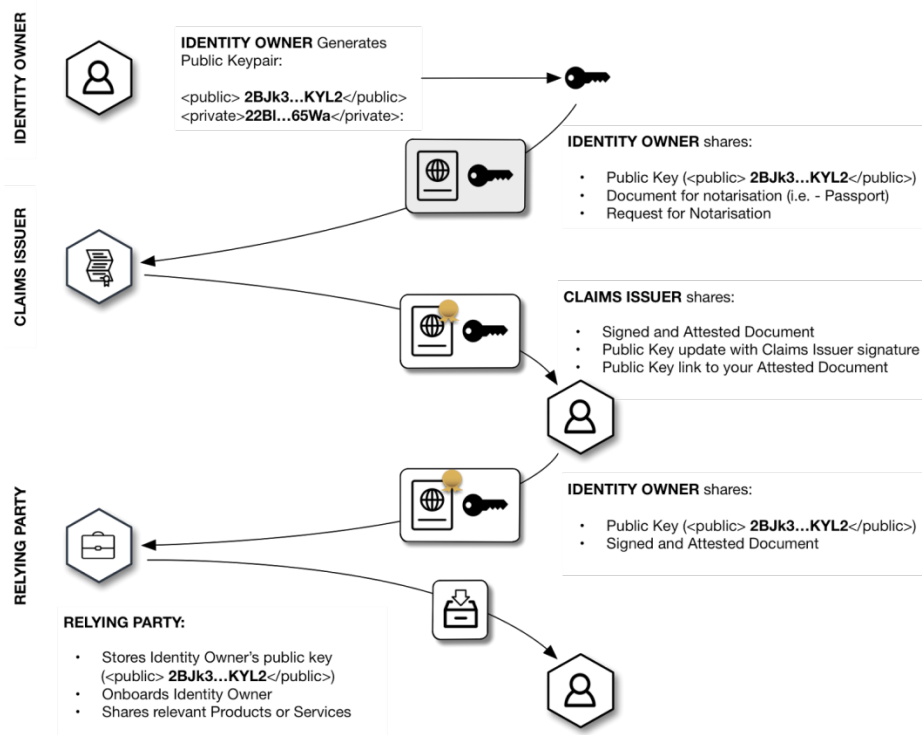 IDENTITY OWNER
IDENTITY OWNER Generates
Public Keypair:
<public> 2BJk3...KYL2</public>
<private>22Bl...65Wa</private>:
IDENTITY OWNER shares:
• Public Key (<public> 2BJk3...KYL2</public>)
• Document for notarisation (i.e. - Passport)
• Request for Notarisation
CLAIMS ISSUER
CLAIMS ISSUER shares:
• Signed and Attested Document
• Public Key update with Claims Issuer signature
• Public Key link to your Attested Document
RELYING PARTY
IDENTITY OWNER shares:
• Public Key (<public> 2BJk3...KYL2</public>)
• Signed and Attested Document
RELYING PARTY:
• Stores Identity Owner's public key
(<public> 2BJk3...KYL2</public>)
• Onboards Identity Owner
• Shares relevant Products or Services